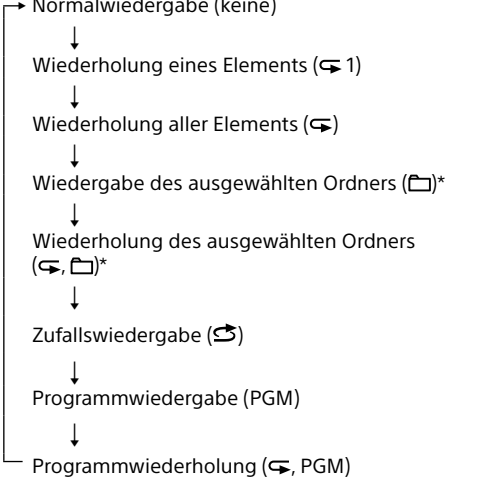 Normalwiedergabe (keine)
Wiederholung eines Elements (1)
Wiederholung aller Elements ()
Wiedergabe des ausgewählten Ordners ()*
Wiederholung des ausgewählten Ordners
(, )*
Zufallswiedergabe ()
Programmwiedergabe (PGM)
Programmwiederholung (, PGM)